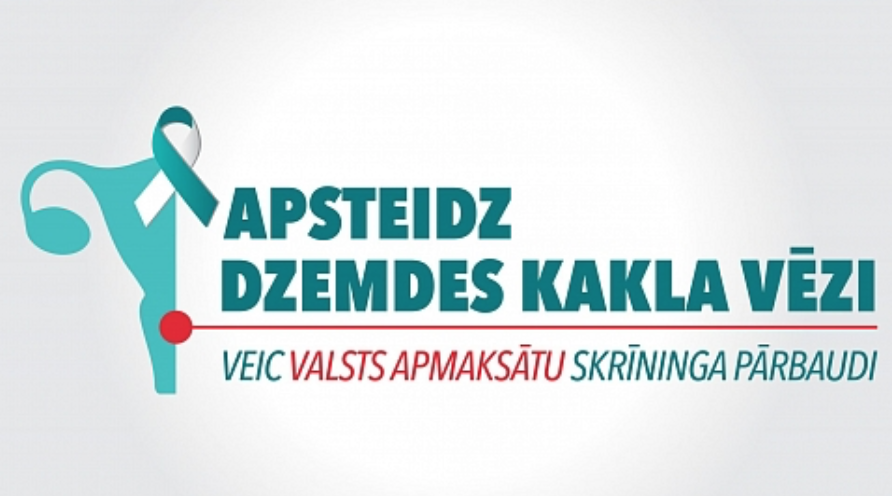 APSTEIDZ
DZEMDES KAKLA VĒZI
VEIC VALSTS APMAKSĀTU SKRĪNINGA PĀRBAUDI